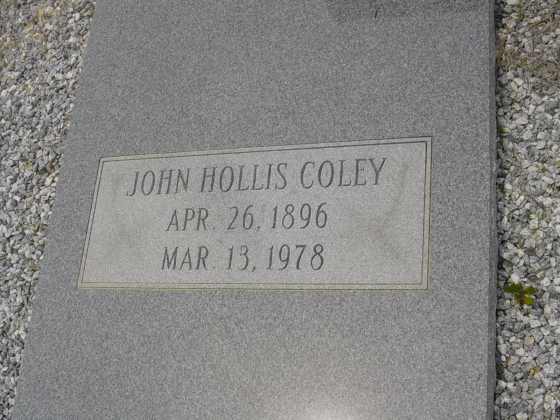 JOHN HOLLIS COLEY
APR. 26, 1896
MAR. 13, 1978